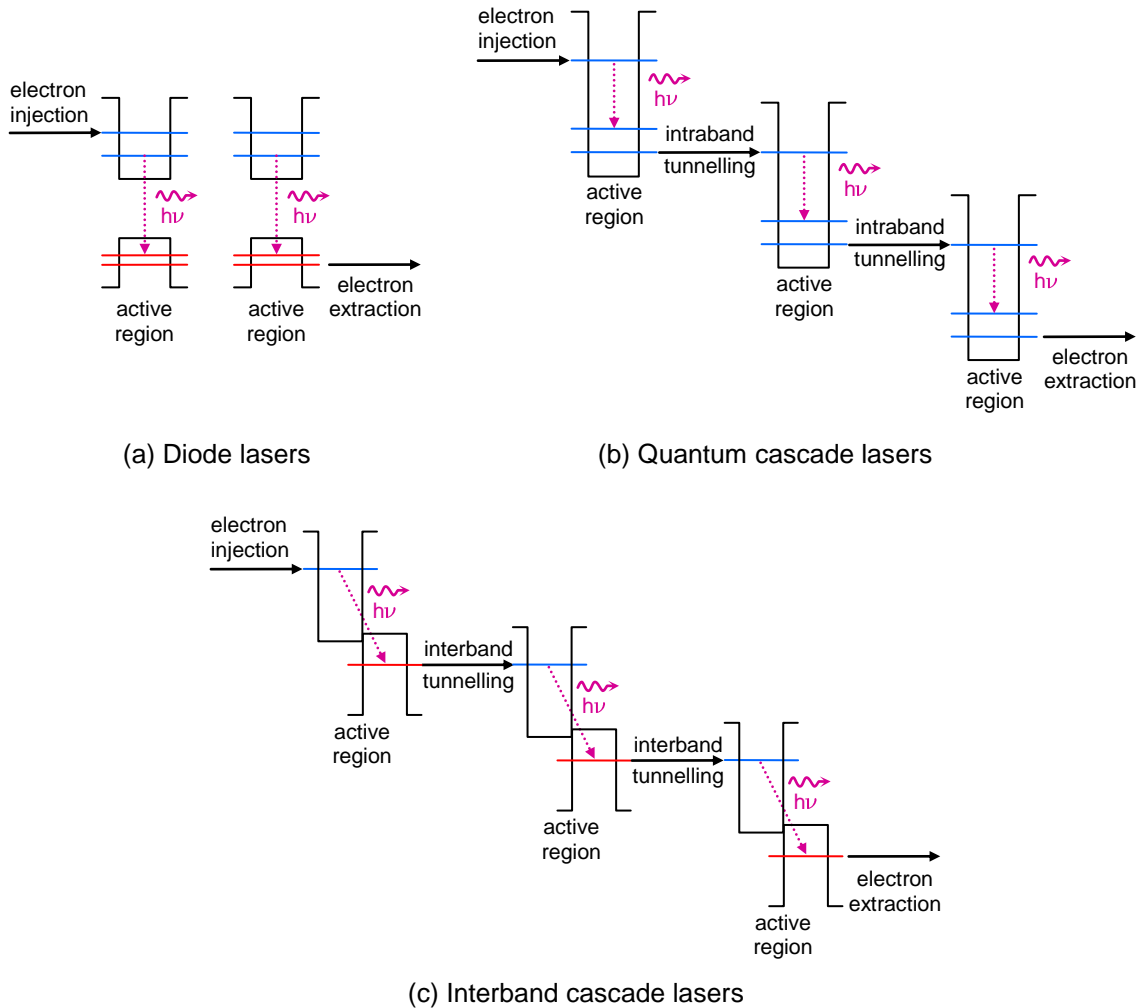 electron
injection
hν
hν
active
region
active
region
electron
extraction
(a) Diode lasers
electron
injection
hν
active
region
intraband
tunnelling
hν
active
region
intraband
tunnelling
hν
active
region
electron
extraction
(b) Quantum cascade lasers
electron
injection
hν
active
region
interband
tunnelling
hν
active
region
interband
tunnelling
hν
active
region
electron
extraction
(c) Interband cascade lasers